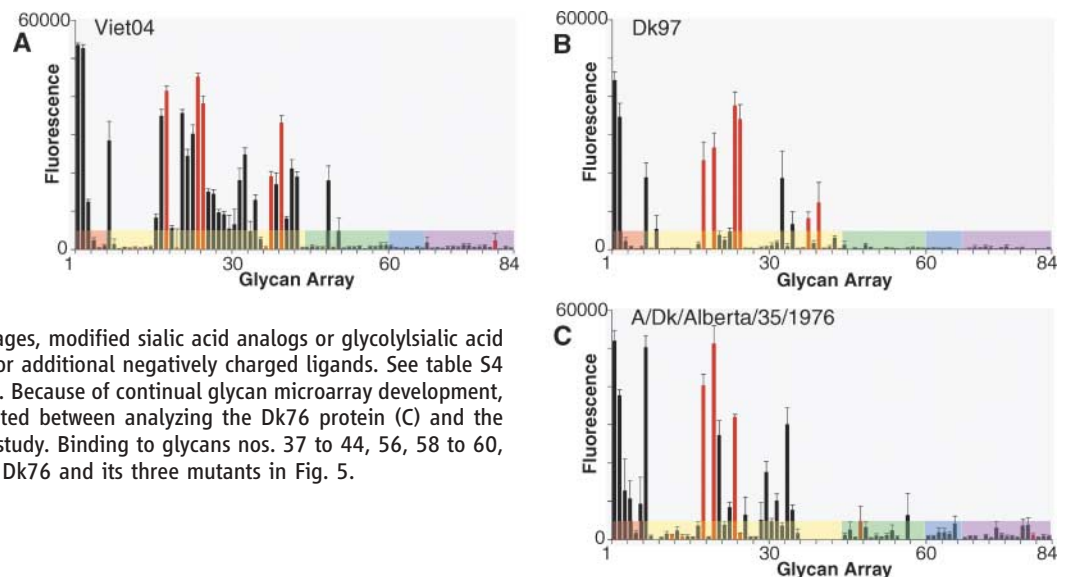 60000
A
Viet04
Fluorescence
0
1
30
60
84
Glycan Array
60000
B
Dk97
Fluorescence
0
1
30
60
84
Glycan Array
ages, modified sialic acid analogs or glycolylsialic acid
or additional negatively charged ligands. See table S4
. Because of continual glycan microarray development,
ted between analyzing the Dk76 protein (C) and the
study. Binding to glycans nos. 37 to 44, 56, 58 to 60,
Dk76 and its three mutants in Fig. 5.
60000
C
A/Dk/Alberta/35/1976
Fluorescence
0
1
30
60
84
Glycan Array